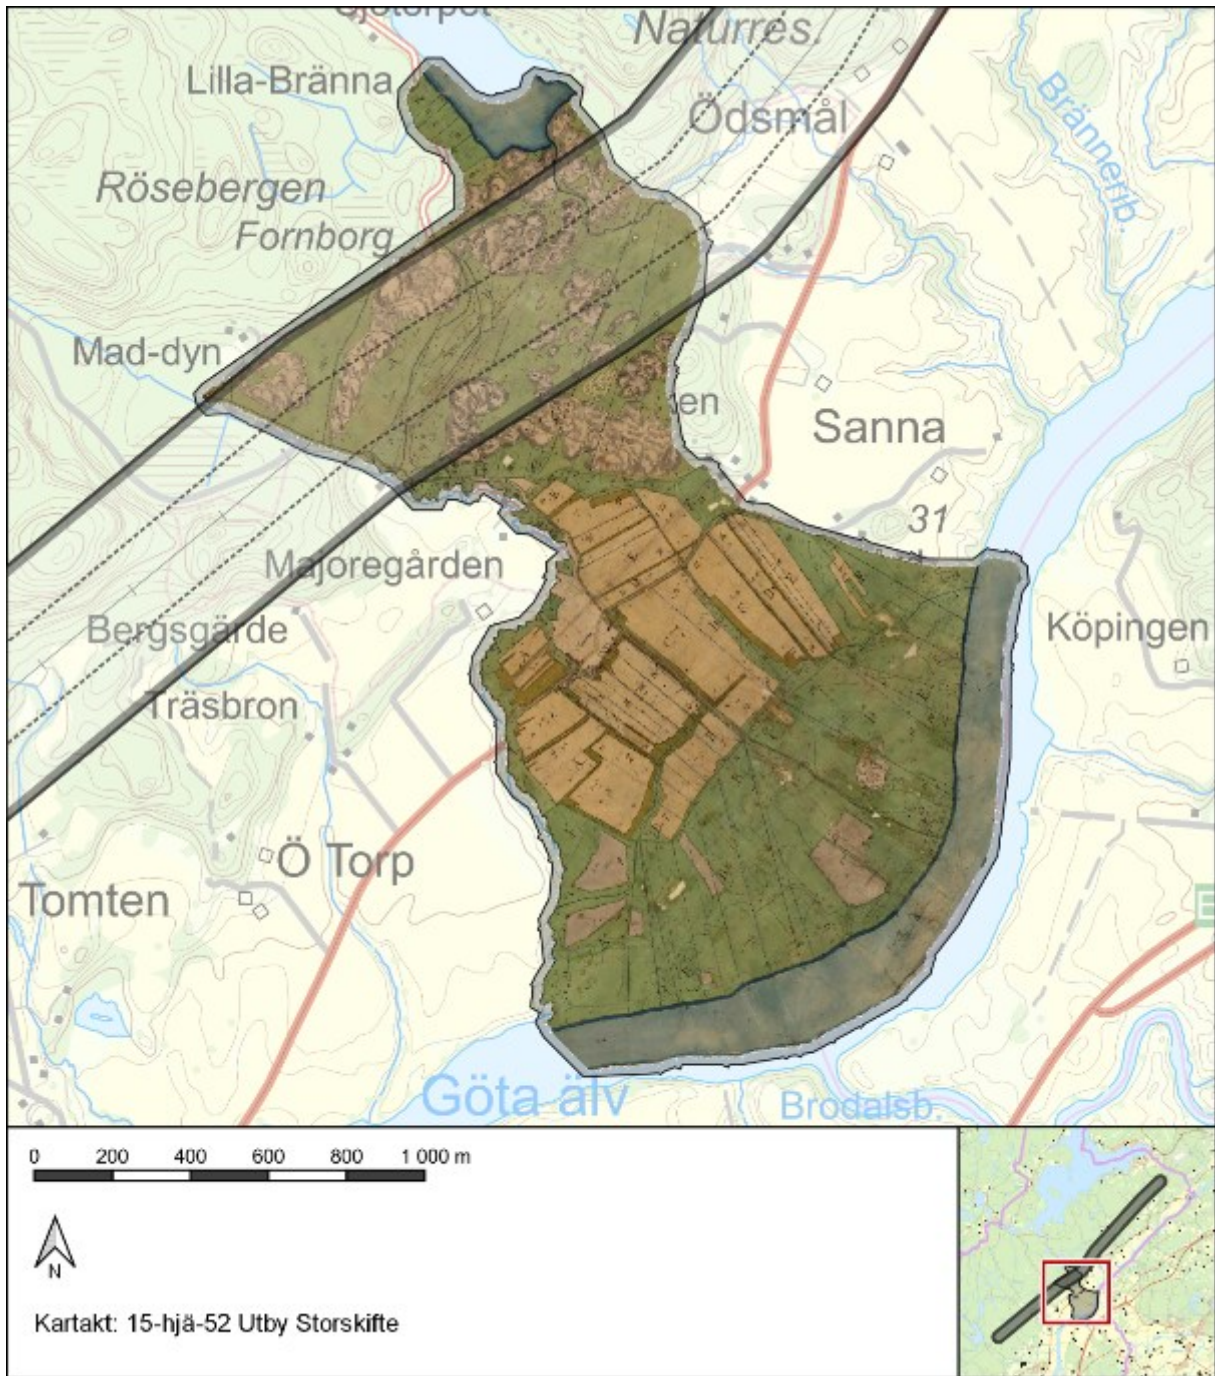 Naturres.
Lilla-Bränna
Ödsmål
Brännerib.
Rösebergen
Fornborg
Mad-dyn
en
Sanna
31
Majoregården
Köpingen
Bergsgärde
Träsbron
Ö Torp
Tomten
E
Göta älv
Brodalsb.
0 200 400 600 800 1 000 m
N
Kartakt: 15-hjä-52 Utby Storskifte